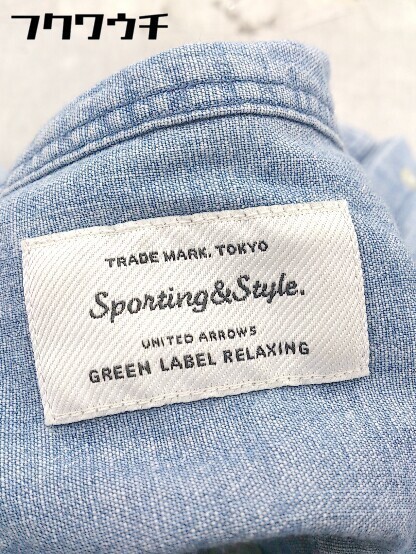 フクワウチ
TRADE MARK. TOKYO
Sporting&Style.
UNITED ARROWS
GREEN LABEL RELAXING